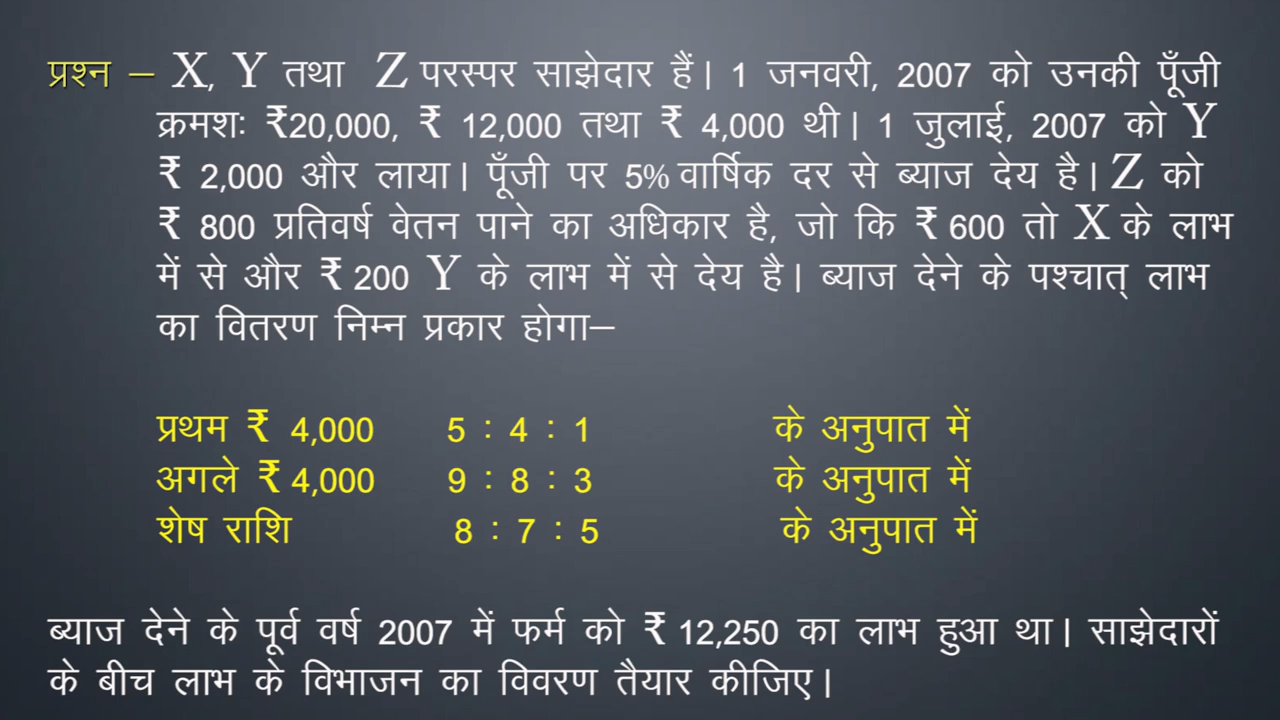 प्रश्न – X, Y तथा Z परस्पर साझेदार हैं। 1 जनवरी, 2007 को उनकी पूँजी
क्रमशः ₹20,000, ₹ 12,000 तथा ₹ 4,000 थी। 1 जुलाई, 2007 को Y
₹ 2,000 और लाया। पूँजी पर 5% वार्षिक दर से ब्याज देय है। Z को
₹ 800 प्रतिवर्ष वेतन पाने का अधिकार है, जो कि ₹ 600 तो X के लाभ
में से और ₹ 200 Y के लाभ में से देय है। ब्याज देने के पश्चात् लाभ
का वितरण निम्न प्रकार होगा–
प्रथम ₹ 4,000 5 : 4 : 1 के अनुपात में
अगले ₹ 4,000 9 : 8 : 3 के अनुपात में
शेष राशि 8 : 7 : 5 के अनुपात में
ब्याज देने के पूर्व वर्ष 2007 में फर्म को ₹ 12,250 का लाभ हुआ था। साझेदारों
के बीच लाभ के विभाजन का विवरण तैयार कीजिए।